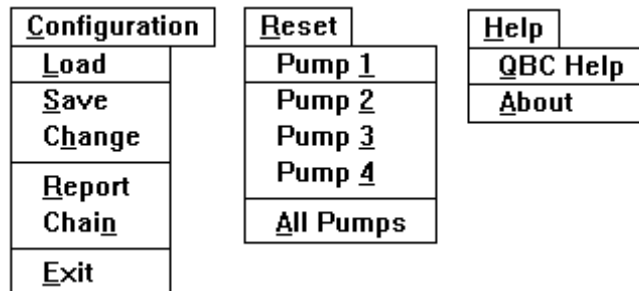 Configuration
Load
Save
Change
Report
Chain
Exit
Reset
Pump 1
Pump 2
Pump 3
Pump 4
All Pumps
Help
QBC Help
About